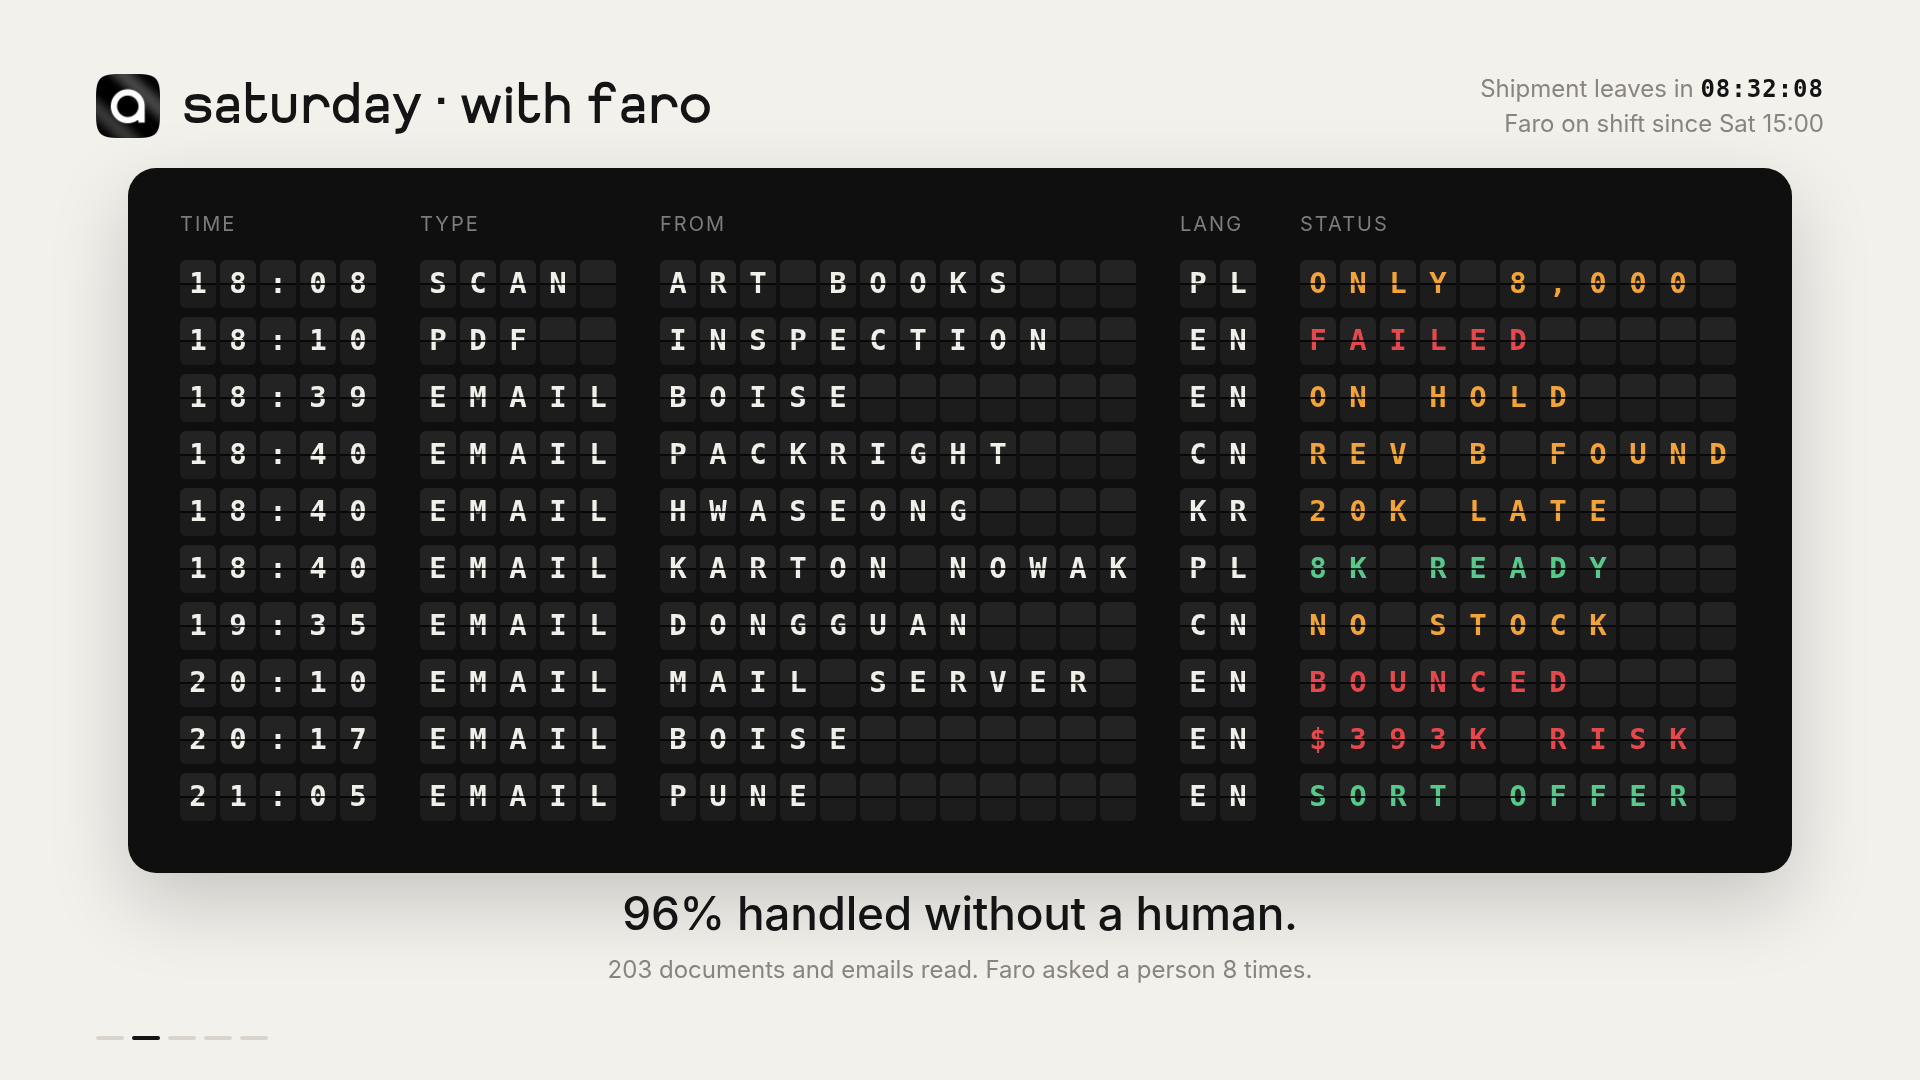 a saturday · with faro
Shipment leaves in 08:32:08
Faro on shift since Sat 15:00
TIME TYPE FROM LANG STATUS
18:08 SCAN ART BOOKS PL ONLY 8,000
18:10 PDF INSPECTION EN FAILED
18:39 EMAIL BOISE EN ON HOLD
18:40 EMAIL PACKRIGHT CN REV B FOUND
18:40 EMAIL HWASEONG KR 20K LATE
18:40 EMAIL KARTON NOWAK PL 8K READY
19:35 EMAIL DONGGUAN CN NO STOCK
20:10 EMAIL MAIL SERVER EN BOUNCED
20:17 EMAIL BOISE EN $393K RISK
21:05 EMAIL PUNE EN SORT OFFER
96% handled without a human.
203 documents and emails read. Faro asked a person 8 times.